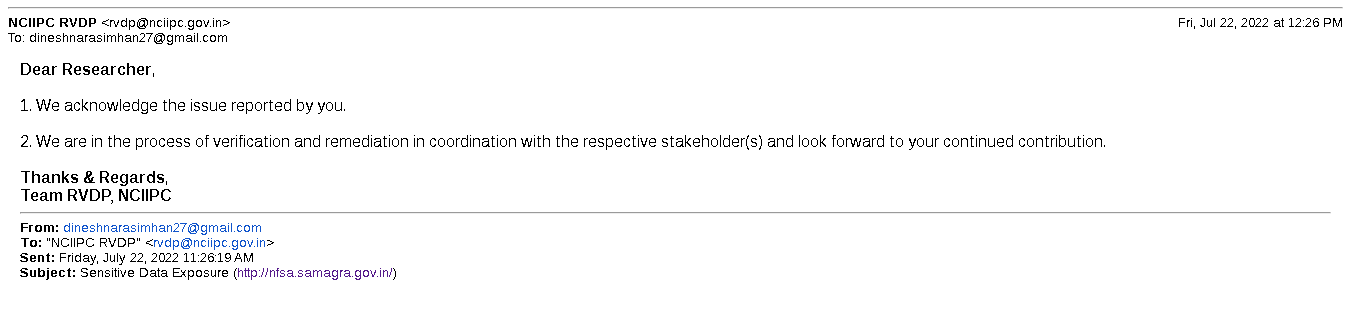 NCIIPC RVDP <rvdp@nciipc.gov.in> Fri, Jul 22, 2022 at 12:26 PM
To: dineshnarasimhan27@gmail.com
Dear Researcher,
1. We acknowledge the issue reported by you.
2. We are in the process of verification and remediation in coordination with the respective stakeholder(s) and look forward to your continued contribution.
Thanks & Regards,
Team RVDP, NCIIPC
From: dineshnarasimhan27@gmail.com
To: "NCIIPC RVDP" <rvdp@nciipc.gov.in>
Sent: Friday, July 22, 2022 11:26:19 AM
Subject: Sensitive Data Exposure (http://nfsa.samagra.gov.in/)